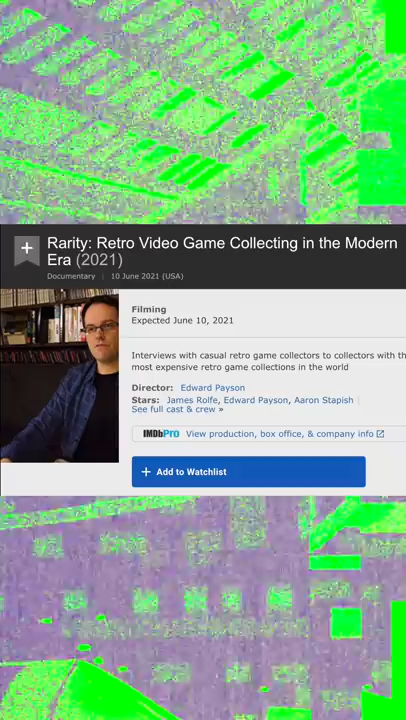 Rarity: Retro Video Game Collecting in the Modern
Era (2021)
Documentary | 10 June 2021 (USA)
Filming
Expected June 10, 2021
Interviews with casual retro game collectors to collectors with th
most expensive retro game collections in the world
Director: Edward Payson
Stars: James Rolfe, Edward Payson, Aaron Stapish |
See full cast & crew »
IMDbPro View production, box office, & company info
+ Add to Watchlist